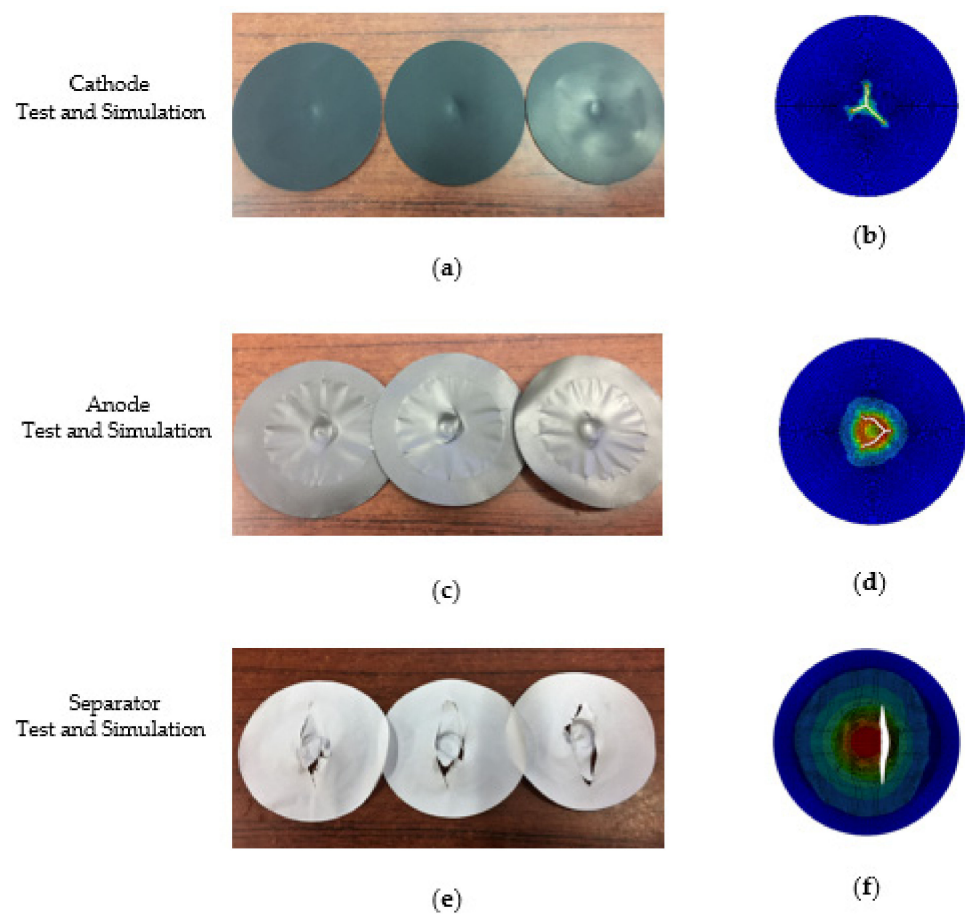 Cathode
Test and Simulation
(a)
(b)
Anode
Test and Simulation
(c)
(d)
Separator
Test and Simulation
(e)
(f)